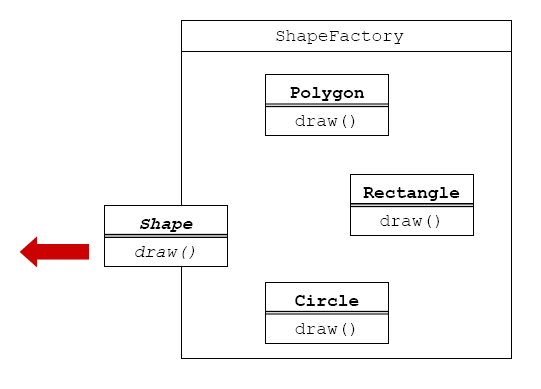 ShapeFactory
Polygon
draw()
Rectangle
draw()
Shape
draw()
Circle
draw()